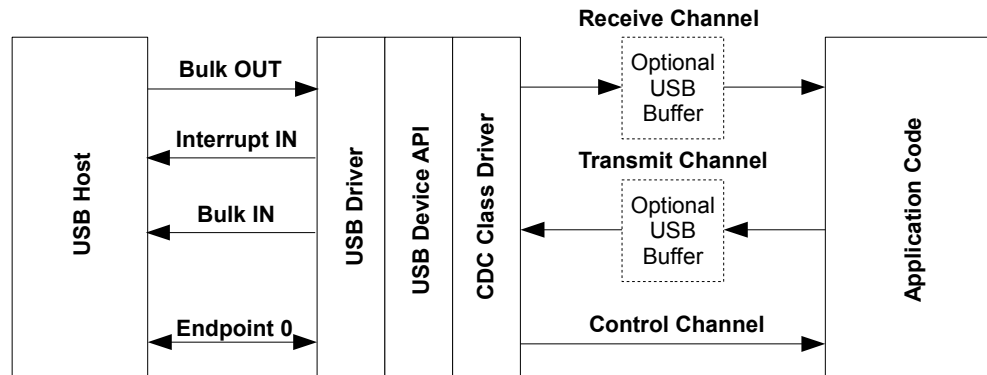 Receive Channel
Bulk OUT
Optional
USB
Buffer
Interrupt IN
Transmit Channel
Bulk IN
Optional
USB
Buffer
Endpoint 0
Control Channel
USB Host
USB Driver
USB Device API
CDC Class Driver
Application Code